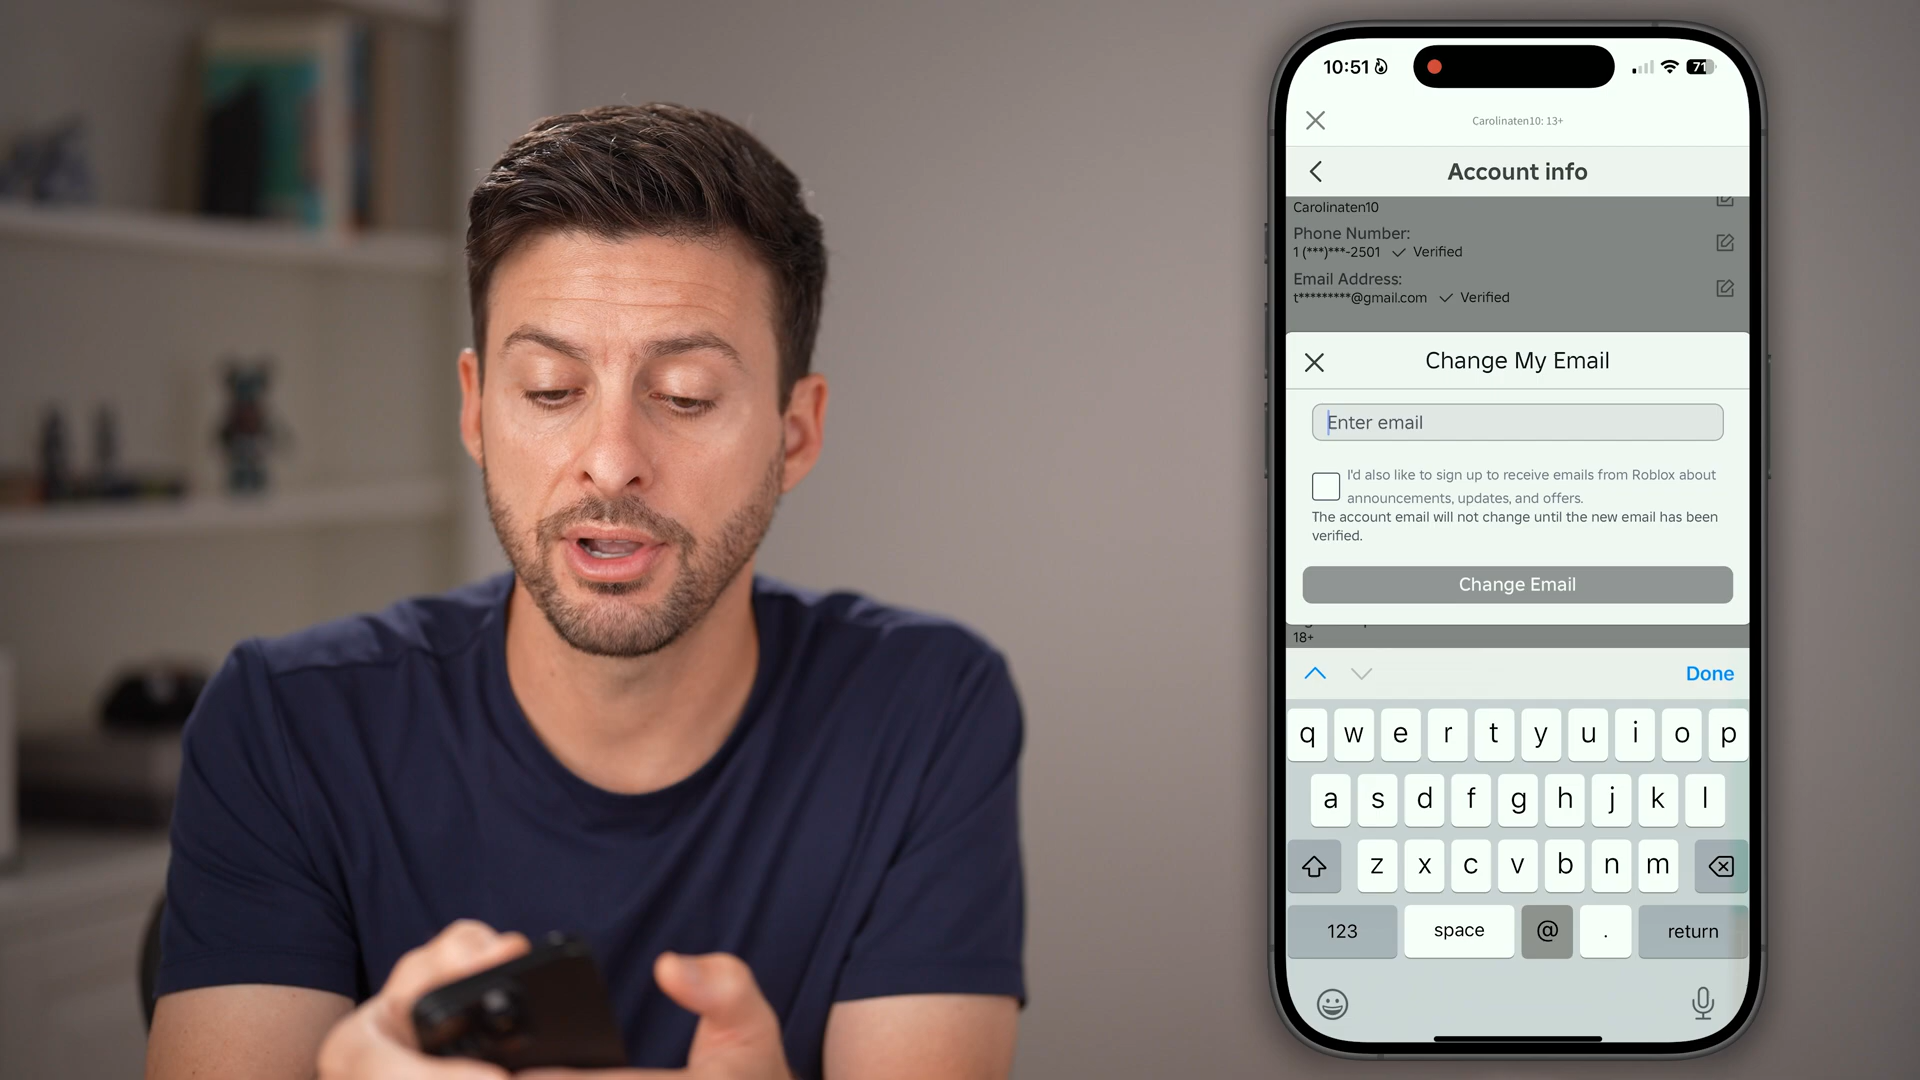 10:51
71
Carolinaten10: 13+
Account info
Carolinaten10
Phone Number:
1 (***)***-2501 Verified
Email Address:
t*********@gmail.com Verified
Change My Email
Enter email
I'd also like to sign up to receive emails from Roblox about
announcements, updates, and offers.
The account email will not change until the new email has been
verified.
Change Email
18+
Done
q w e r t y u i o p
a s d f g h j k l
z x c v b n m
123 space @ . return